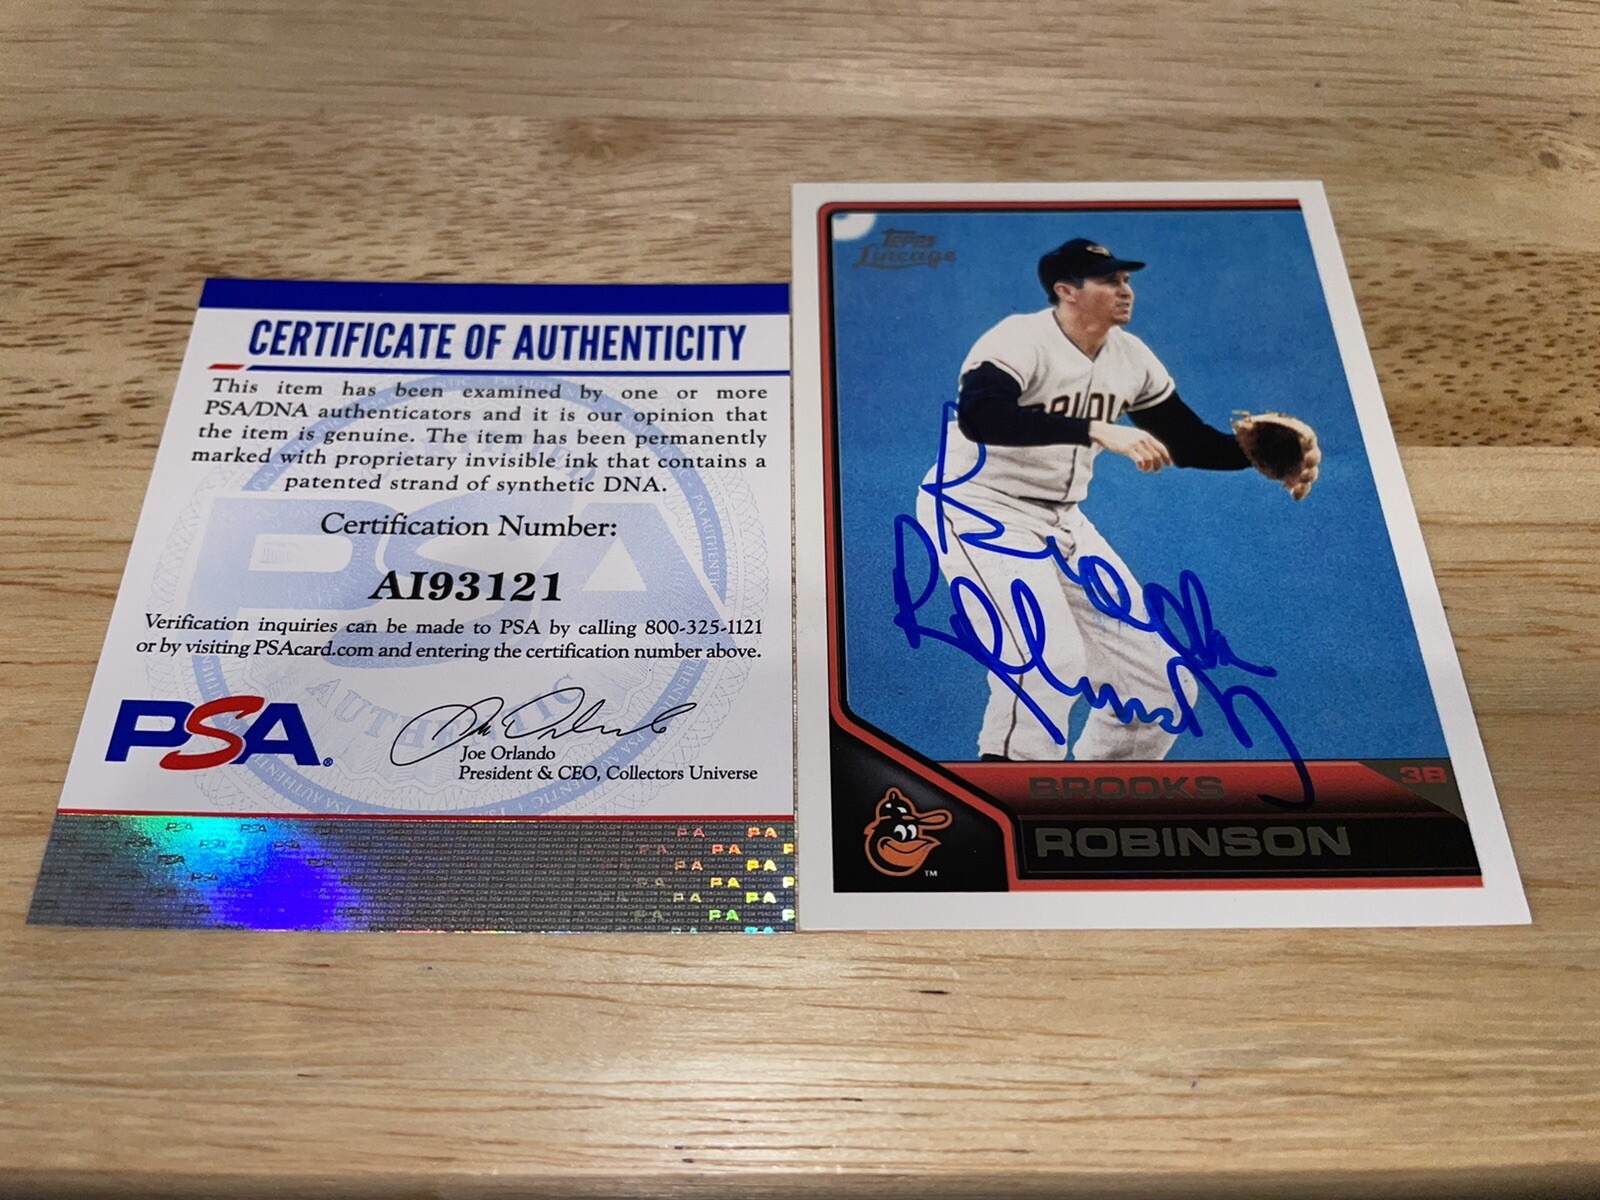 CERTIFICATE OF AUTHENTICITY
This item has been examined by one or more
PSA/DNA authenticators and it is our opinion that
the item is genuine. The item has been permanently
marked with proprietary invisible ink that contains a
patented strand of synthetic DNA.
Certification Number:
AI93121
Verification inquiries can be made to PSA by calling 800-325-1121
or by visiting PSAcard.com and entering the certification number above.
PSA®
Joe Orlando
President & CEO, Collectors Universe
Topps
Lineage
Brooks
Robinson
BROOKS
3B
ROBINSON
TM